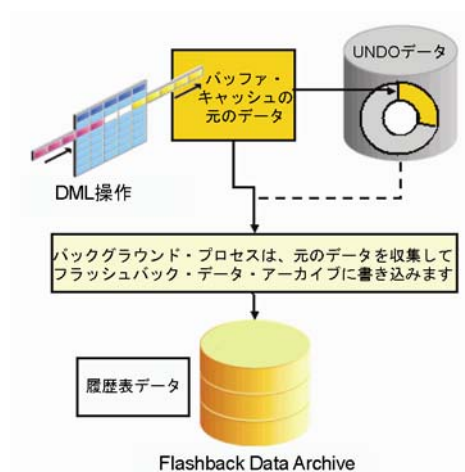 バッファ・
キャッシュの
元のデータ
UNDOデータ
DML操作
バックグラウンド・プロセスは、元のデータを収集して
フラッシュバック・データ・アーカイブに書き込みます
履歴表データ
Flashback Data Archive